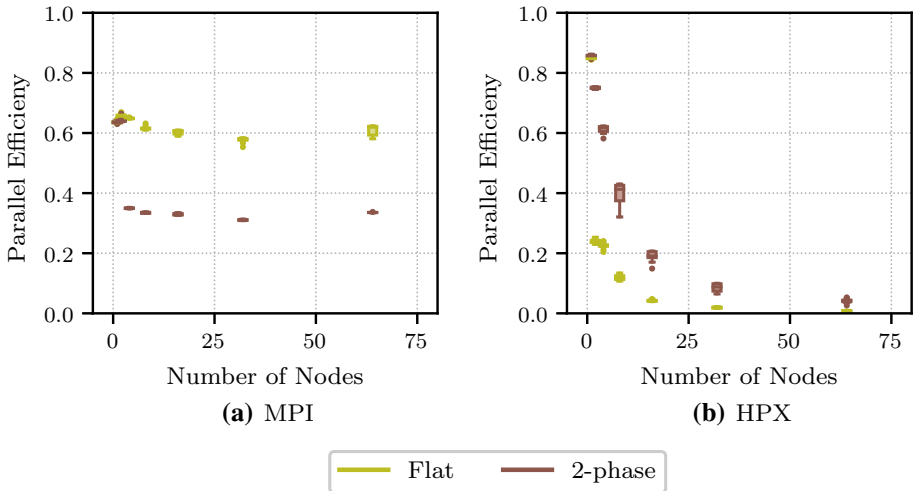 1.0
0.8
0.6
0.4
0.2
0.0
Parallel Efficieny
0 25 50 75
Number of Nodes
(a) MPI
1.0
0.8
0.6
0.4
0.2
0.0
Parallel Efficieny
0 25 50 75
Number of Nodes
(b) HPX
Flat 2-phase